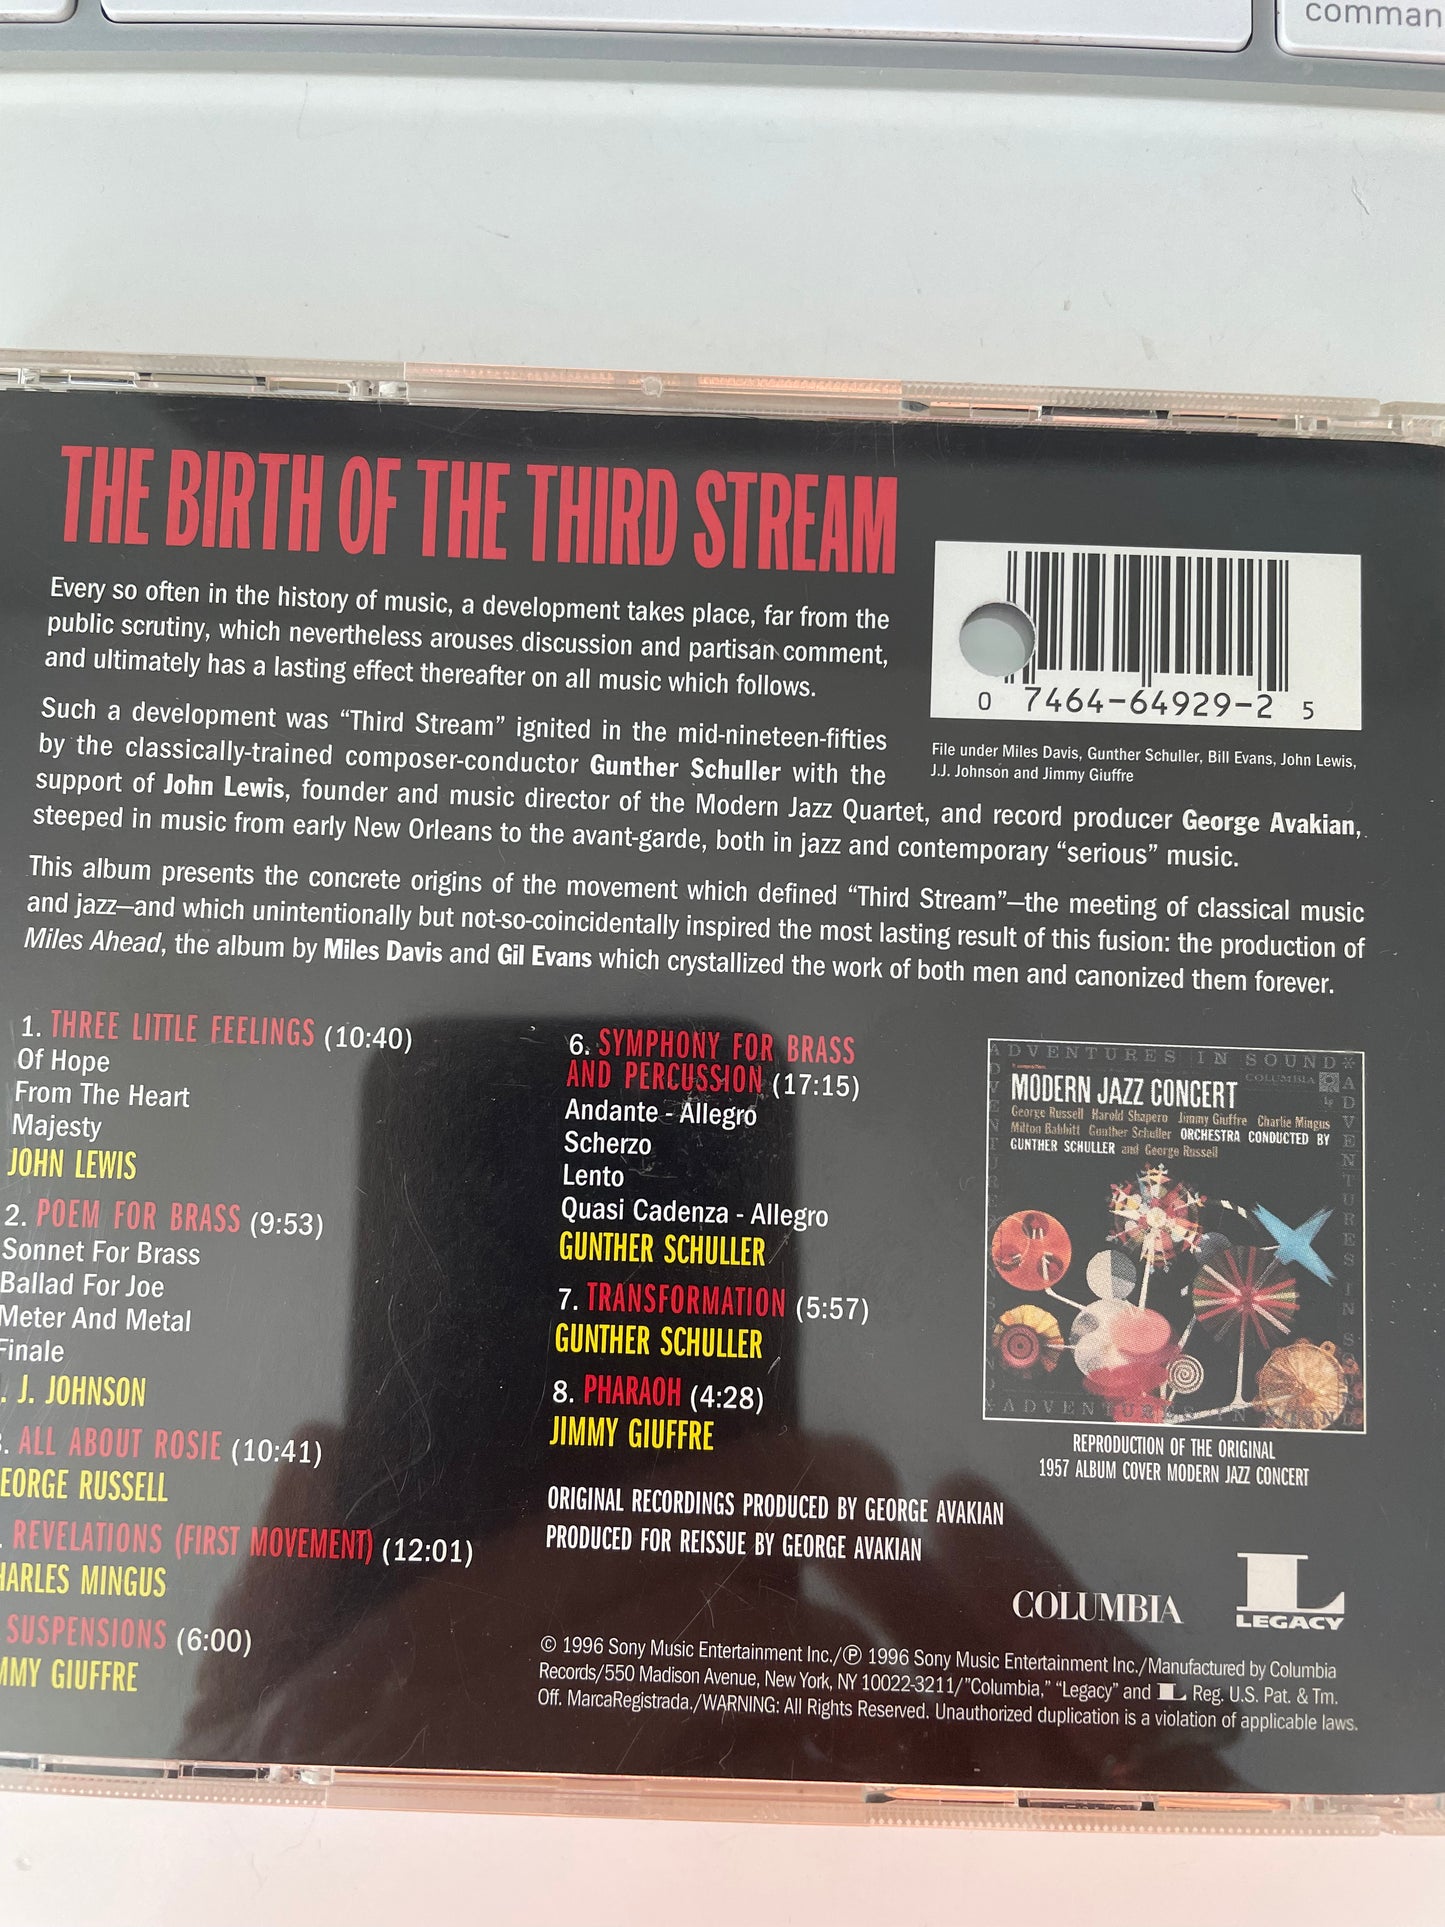 comman
THE BIRTH OF THE THIRD STREAM
Every so often in the history of music, a development takes place, far from the
public scrutiny, which nevertheless arouses discussion and partisan comment,
and ultimately has a lasting effect thereafter on all music which follows.
Such a development was “Third Stream” ignited in the mid-nineteen-fifties
by the classically-trained composer-conductor Gunther Schuller with the
support of John Lewis, founder and music director of the Modern Jazz Quartet, and record producer George Avakian,
steeped in music from early New Orleans to the avant-garde, both in jazz and contemporary “serious” music.
This album presents the concrete origins of the movement which defined “Third Stream”—the meeting of classical music
and jazz—and which unintentionally but not-so-coincidentally inspired the most lasting result of this fusion: the production of
Miles Ahead, the album by Miles Davis and Gil Evans which crystallized the work of both men and canonized them forever.
0 7464-64929-2 5
File under Miles Davis, Gunther Schuller, Bill Evans, John Lewis,
J.J. Johnson and Jimmy Giuffre
1. THREE LITTLE FEELINGS (10:40)
Of Hope
From The Heart
Majesty
JOHN LEWIS
2. POEM FOR BRASS (9:53)
Sonnet For Brass
Ballad For Joe
Meter And Metal
Finale
. J. JOHNSON
. ALL ABOUT ROSIE (10:41)
EORGE RUSSELL
. REVELATIONS (FIRST MOVEMENT) (12:01)
HARLES MINGUS
SUSPENSIONS (6:00)
MMY GIUFFRE
6. SYMPHONY FOR BRASS
AND PERCUSSION (17:15)
Andante - Allegro
Scherzo
Lento
Quasi Cadenza - Allegro
GUNTHER SCHULLER
7. TRANSFORMATION (5:57)
GUNTHER SCHULLER
8. PHARAOH (4:28)
JIMMY GIUFFRE
ORIGINAL RECORDINGS PRODUCED BY GEORGE AVAKIAN
PRODUCED FOR REISSUE BY GEORGE AVAKIAN
ADVENTURES IN SOUND
COLUMBIA
MODERN JAZZ CONCERT
George Russell Harold Shapero Jimmy Giuffre Charlie Mingus
Milton Babbitt Gunther Schuller ORCHESTRA CONDUCTED BY
GUNTHER SCHULLER and George Russell
ADVENTURES IN SOUND
ADVENTURES IN SOUND
ADVENTURES IN SOUND
REPRODUCTION OF THE ORIGINAL
1957 ALBUM COVER MODERN JAZZ CONCERT
COLUMBIA
L
LEGACY
© 1996 Sony Music Entertainment Inc./℗ 1996 Sony Music Entertainment Inc./Manufactured by Columbia
Records/550 Madison Avenue, New York, NY 10022-3211/"Columbia,” “Legacy” and L Reg. U.S. Pat. & Tm.
Off. MarcaRegistrada./WARNING: All Rights Reserved. Unauthorized duplication is a violation of applicable laws.